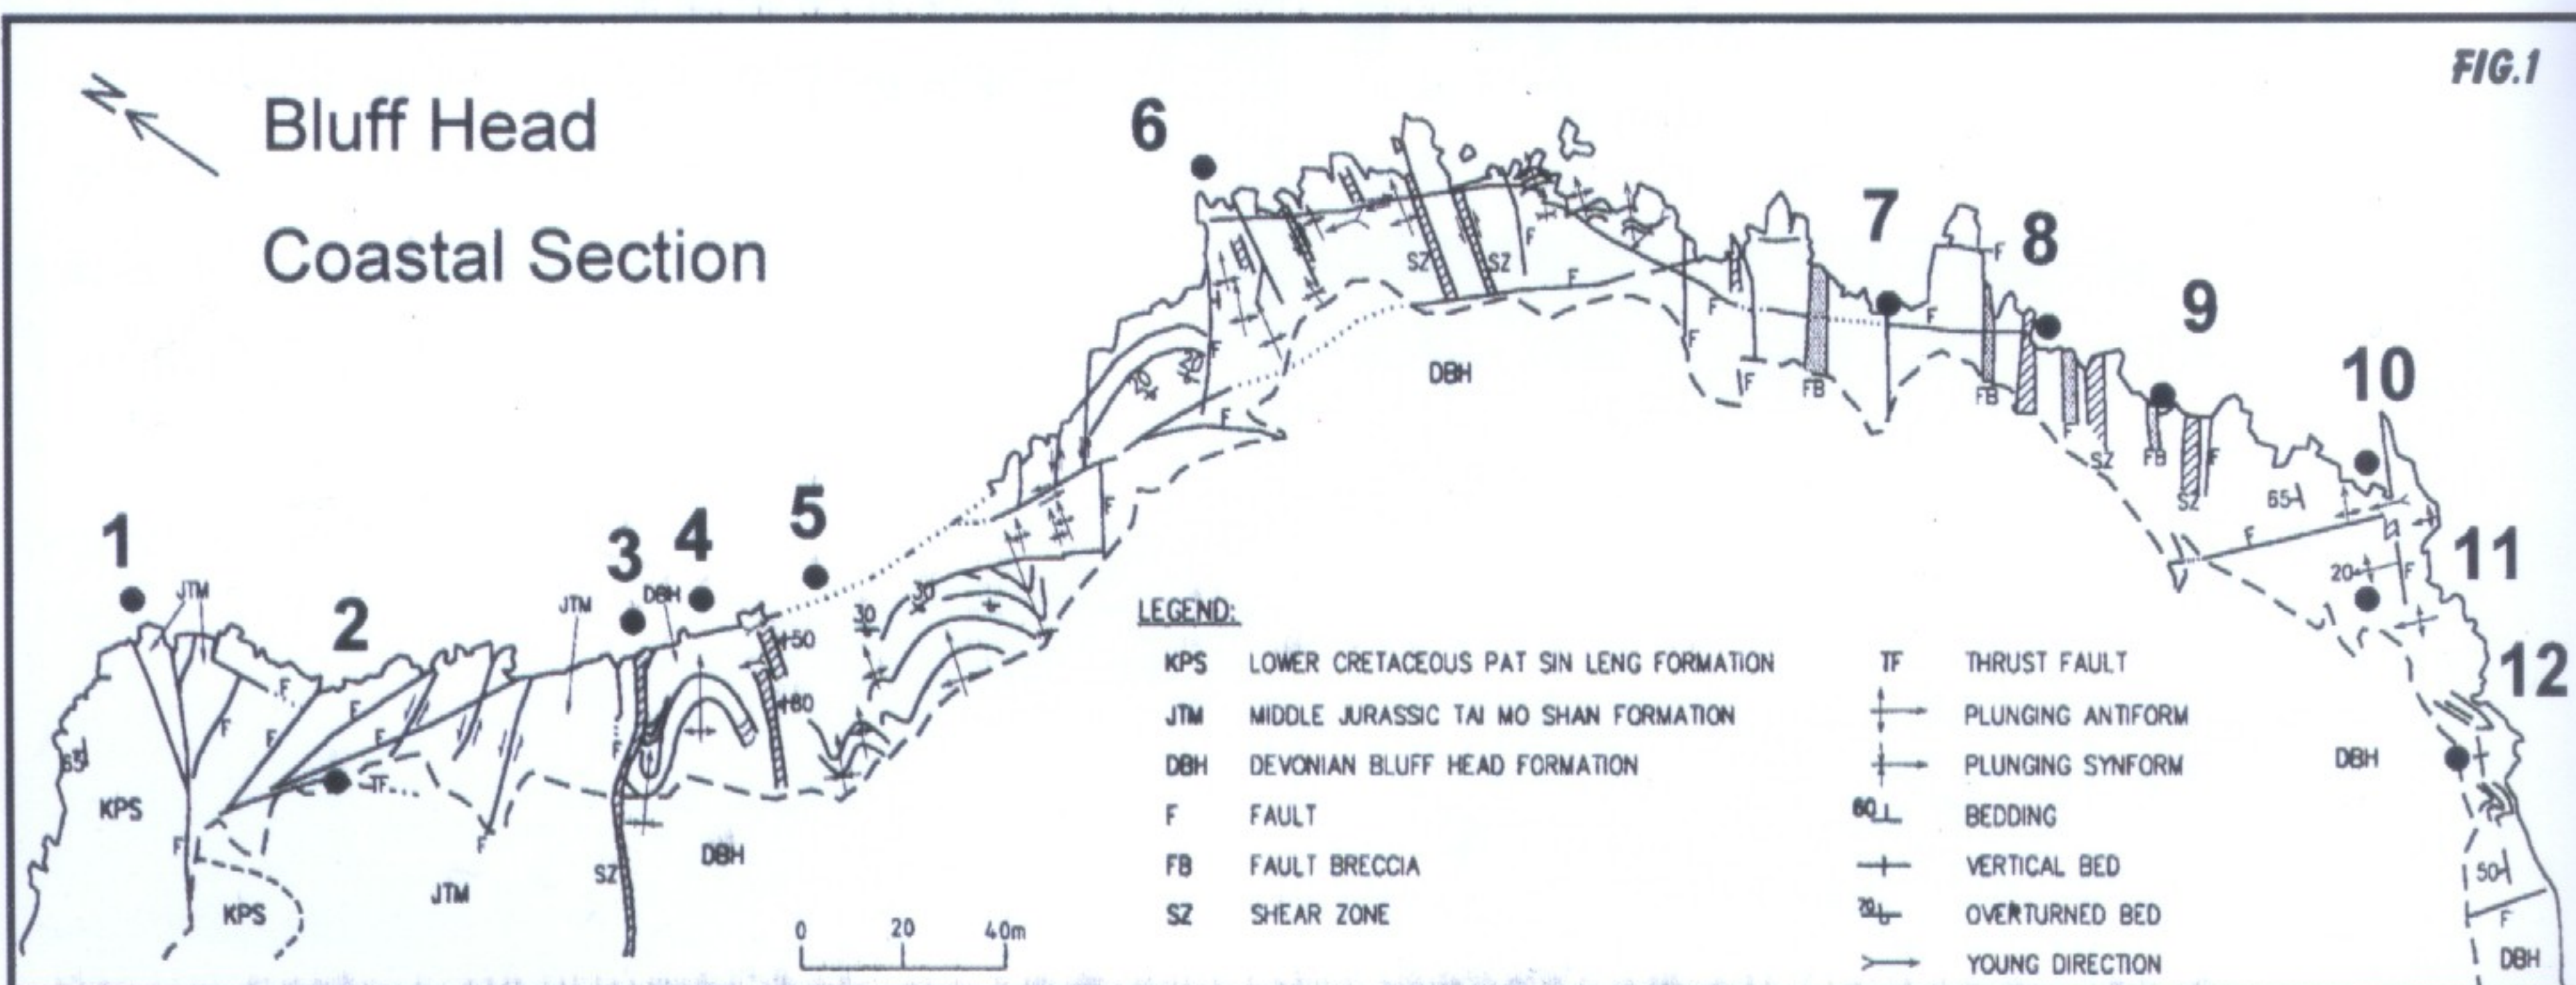 FIG.1
N
Bluff Head
Coastal Section
6
7
8
9
10
5
4
3
1
2
11
12
JTM
JTM
DBH
F
F
F
F
F
TF
F
F
F
KPS
KPS
JTM
SZ
DBH
50
80
30
30
20
20
F
F
F
SZ
SZ
F
F
DBH
F
F
F
FB
F
F
FB
F
SZ
FB
F
SZ
65
F
20
F
DBH
50
F
DBH
65
0 20 40m
LEGEND:
KPS LOWER CRETACEOUS PAT SIN LENG FORMATION
JTM MIDDLE JURASSIC TAI MO SHAN FORMATION
DBH DEVONIAN BLUFF HEAD FORMATION
F FAULT
FB FAULT BRECCIA
SZ SHEAR ZONE
TF THRUST FAULT
PLUNGING ANTIFORM
PLUNGING SYNFORM
60 BEDDING
VERTICAL BED
70 OVERTURNED BED
YOUNG DIRECTION